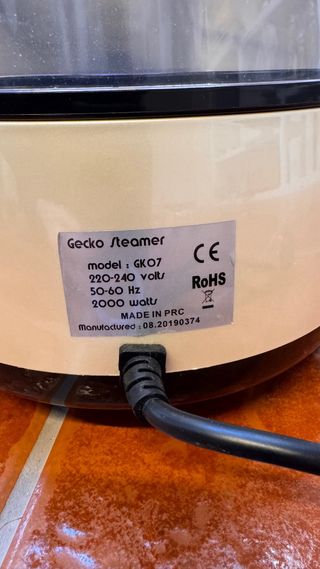 Gecko Steamer
CE
model : GK07
220-240 volts
RoHS
50-60 Hz
2000 watts
MADE IN PRC
Manufactured : 08.20190374